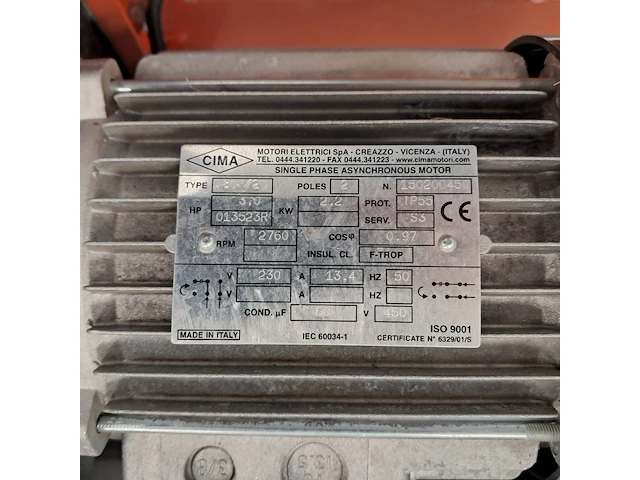 CIMA
MOTORI ELETTRICI SpA - CREAZZO - VICENZA - (ITALY)
TEL. 0444.341220 - FAX 0444.341223 - www.cimamotori.com
SINGLE PHASE ASYNCHRONOUS MOTOR
TYPE POLES 2 N.
HP 3.0 KW 2.2 PROT. IP55
013523R SERV. S3 CE
RPM 2760 COSφ 0.97
INSUL. CL. F-TROP
V 230 A 13.4 HZ 50
V A HZ
COND. µF 60 V 450
MADE IN ITALY IEC 60034-1 ISO 9001
CERTIFICATE N° 6329/01/S
3/8